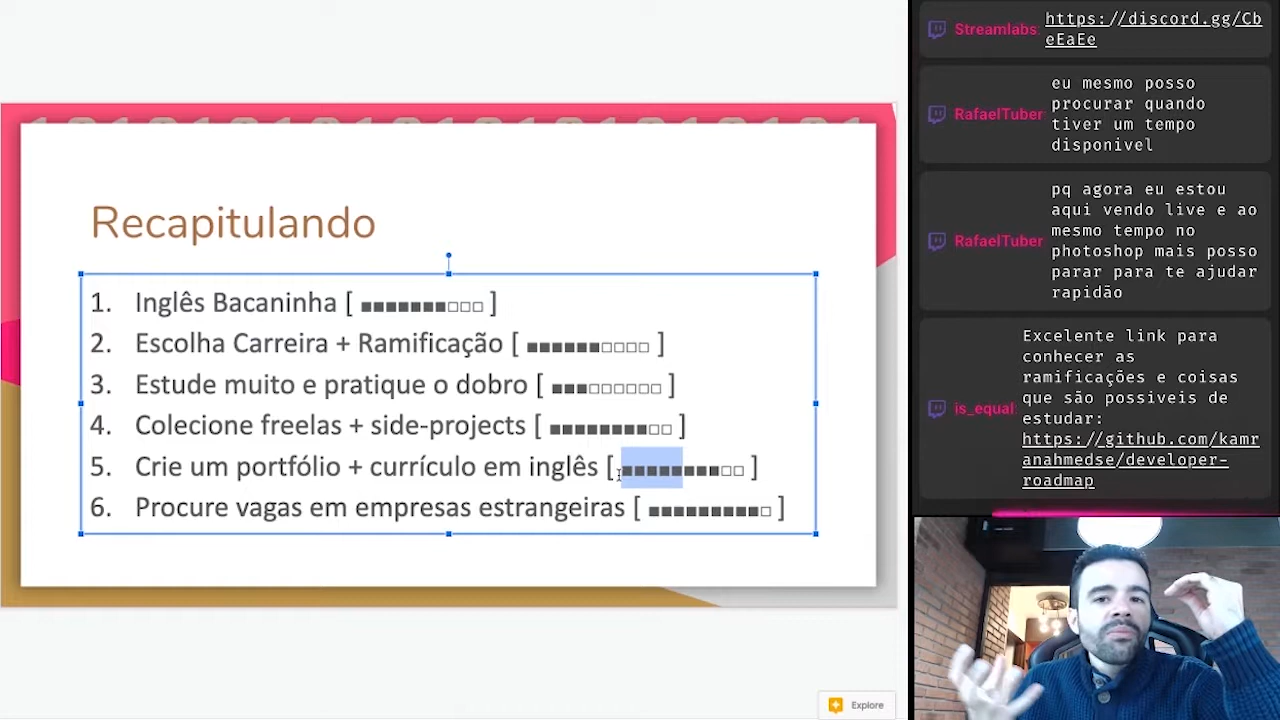 Recapitulando
1. Inglês Bacaninha [ ■■■■■■■□□□ ]
2. Escolha Carreira + Ramificação [ ■■■■■■□□□□ ]
3. Estude muito e pratique o dobro [ ■■■□□□□□□ ]
4. Colecione freelas + side-projects [ ■■■■■■■■□□ ]
5. Crie um portfólio + currículo em inglês [ ■■■■■■■■□□ ]
6. Procure vagas em empresas estrangeiras [ ■■■■■■■■■□ ]
Explore
Streamlabs: https://discord.gg/Cb
eEaEe
eu mesmo posso
procurar quando
RafaelTuber: tiver um tempo
disponivel
pq agora eu estou
aqui vendo live e ao
RafaelTuber: mesmo tempo no
photoshop mais posso
parar para te ajudar
rapidão
Excelente link para
conhecer as
ramificações e coisas
que são possiveis de
is_equal: estudar:
https://github.com/kamr
anahmedse/developer-
roadmap